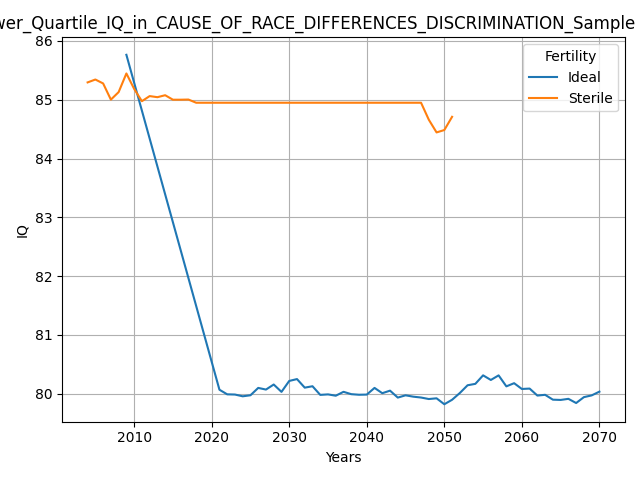 wer_Quartile_IQ_in_CAUSE_OF_RACE_DIFFERENCES_DISCRIMINATION_Sample
Fertility
Ideal
Sterile
86
85
84
83
82
81
80
IQ
2010 2020 2030 2040 2050 2060 2070
Years